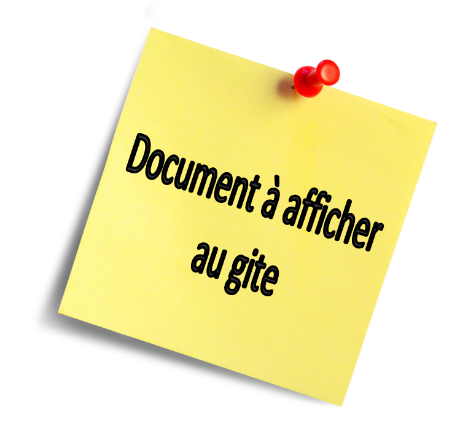 Document à afficher
au gite